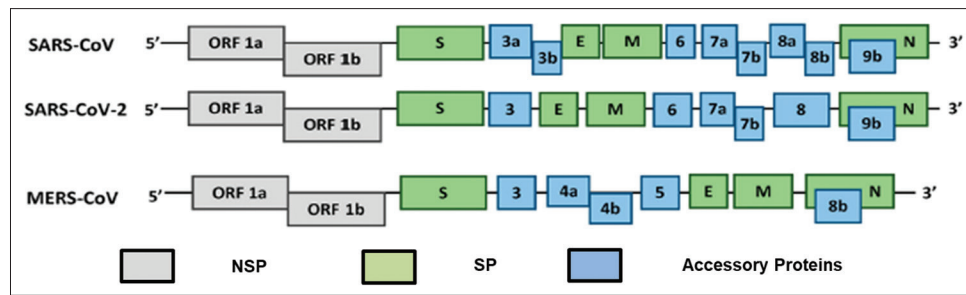 SARS-CoV 5′ ORF 1a ORF 1b S 3a 3b E M 6 7a 7b 8a 8b 9b N 3′
SARS-CoV-2 5′ ORF 1a ORF 1b S 3 E M 6 7a 7b 8 9b N 3′
MERS-CoV 5′ ORF 1a ORF 1b S 3 4a 4b 5 E M 8b N 3′
NSP SP Accessory Proteins